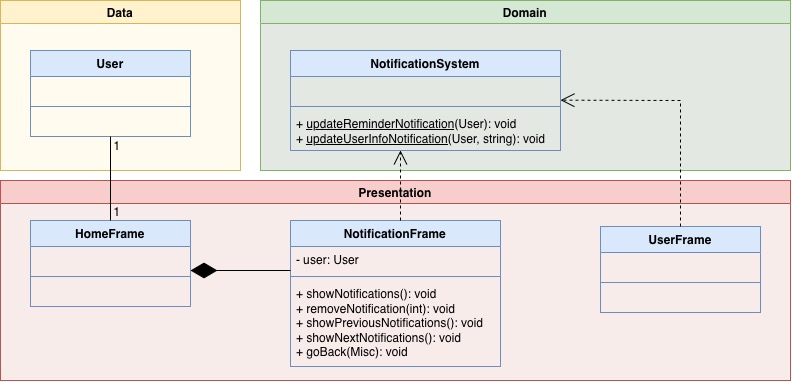 Data
Domain
User
NotificationSystem
+ updateReminderNotification(User): void
+ updateUserInfoNotification(User, string): void
1
1
Presentation
HomeFrame
NotificationFrame
- user: User
+ showNotifications(): void
+ removeNotification(int): void
+ showPreviousNotifications(): void
+ showNextNotifications(): void
+ goBack(Misc): void
UserFrame